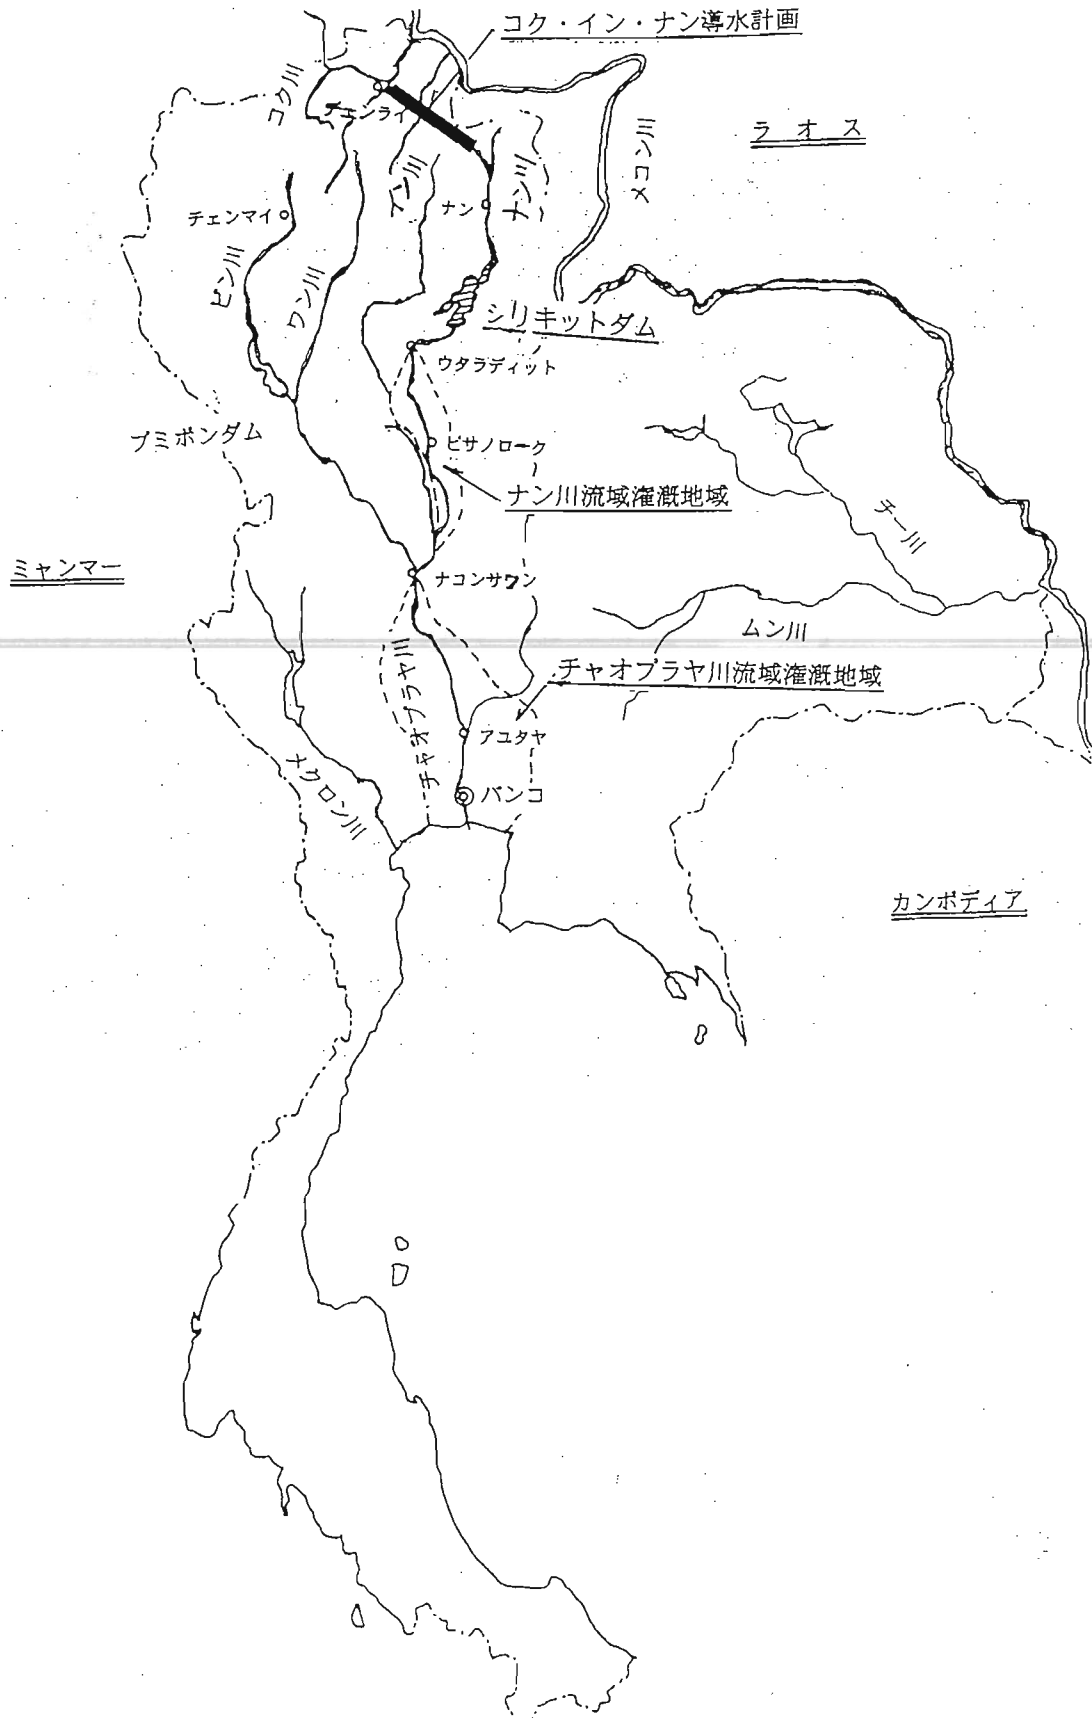 コク・イン・ナン導水計画
コク川
チェンライ
イン川
ナン川
メコン川
ラオス
チェンマイ
ナン
ピン川
ワン川
シリキットダム
ウタラディット
プミポンダム
ピサノローク
ナン川流域潅漑地域
チー川
ミャンマー
ナコンサワン
ムン川
チャオプラヤ川
チャオプラヤ川流域潅漑地域
アユタヤ
メクロン川
バンコ
カンボディア